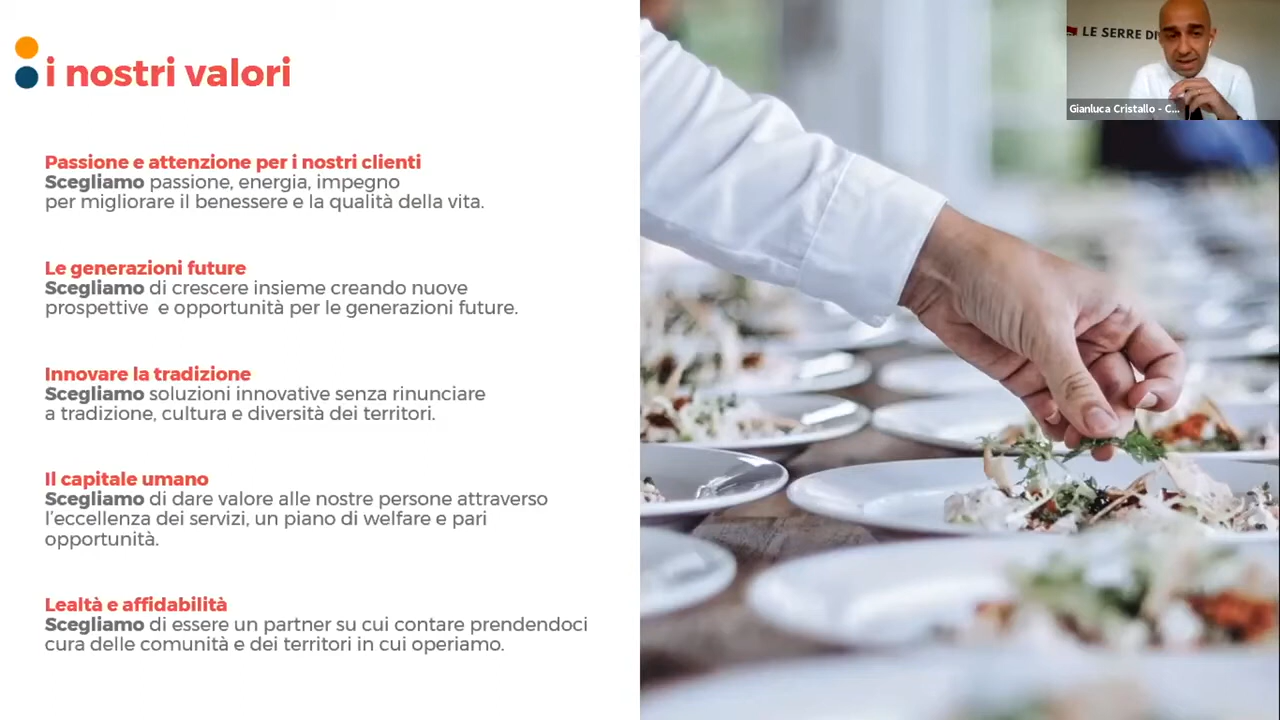 i nostri valori
Passione e attenzione per i nostri clienti
Scegliamo passione, energia, impegno
per migliorare il benessere e la qualità della vita.
Le generazioni future
Scegliamo di crescere insieme creando nuove
prospettive  e opportunità per le generazioni future.
Innovare la tradizione
Scegliamo soluzioni innovative senza rinunciare
a tradizione, cultura e diversità dei territori.
Il capitale umano
Scegliamo di dare valore alle nostre persone attraverso
l’eccellenza dei servizi, un piano di welfare e pari
opportunità.
Lealtà e affidabilità
Scegliamo di essere un partner su cui contare prendendoci
cura delle comunità e dei territori in cui operiamo.
LE SERRE DI
Gianluca Cristallo - C...